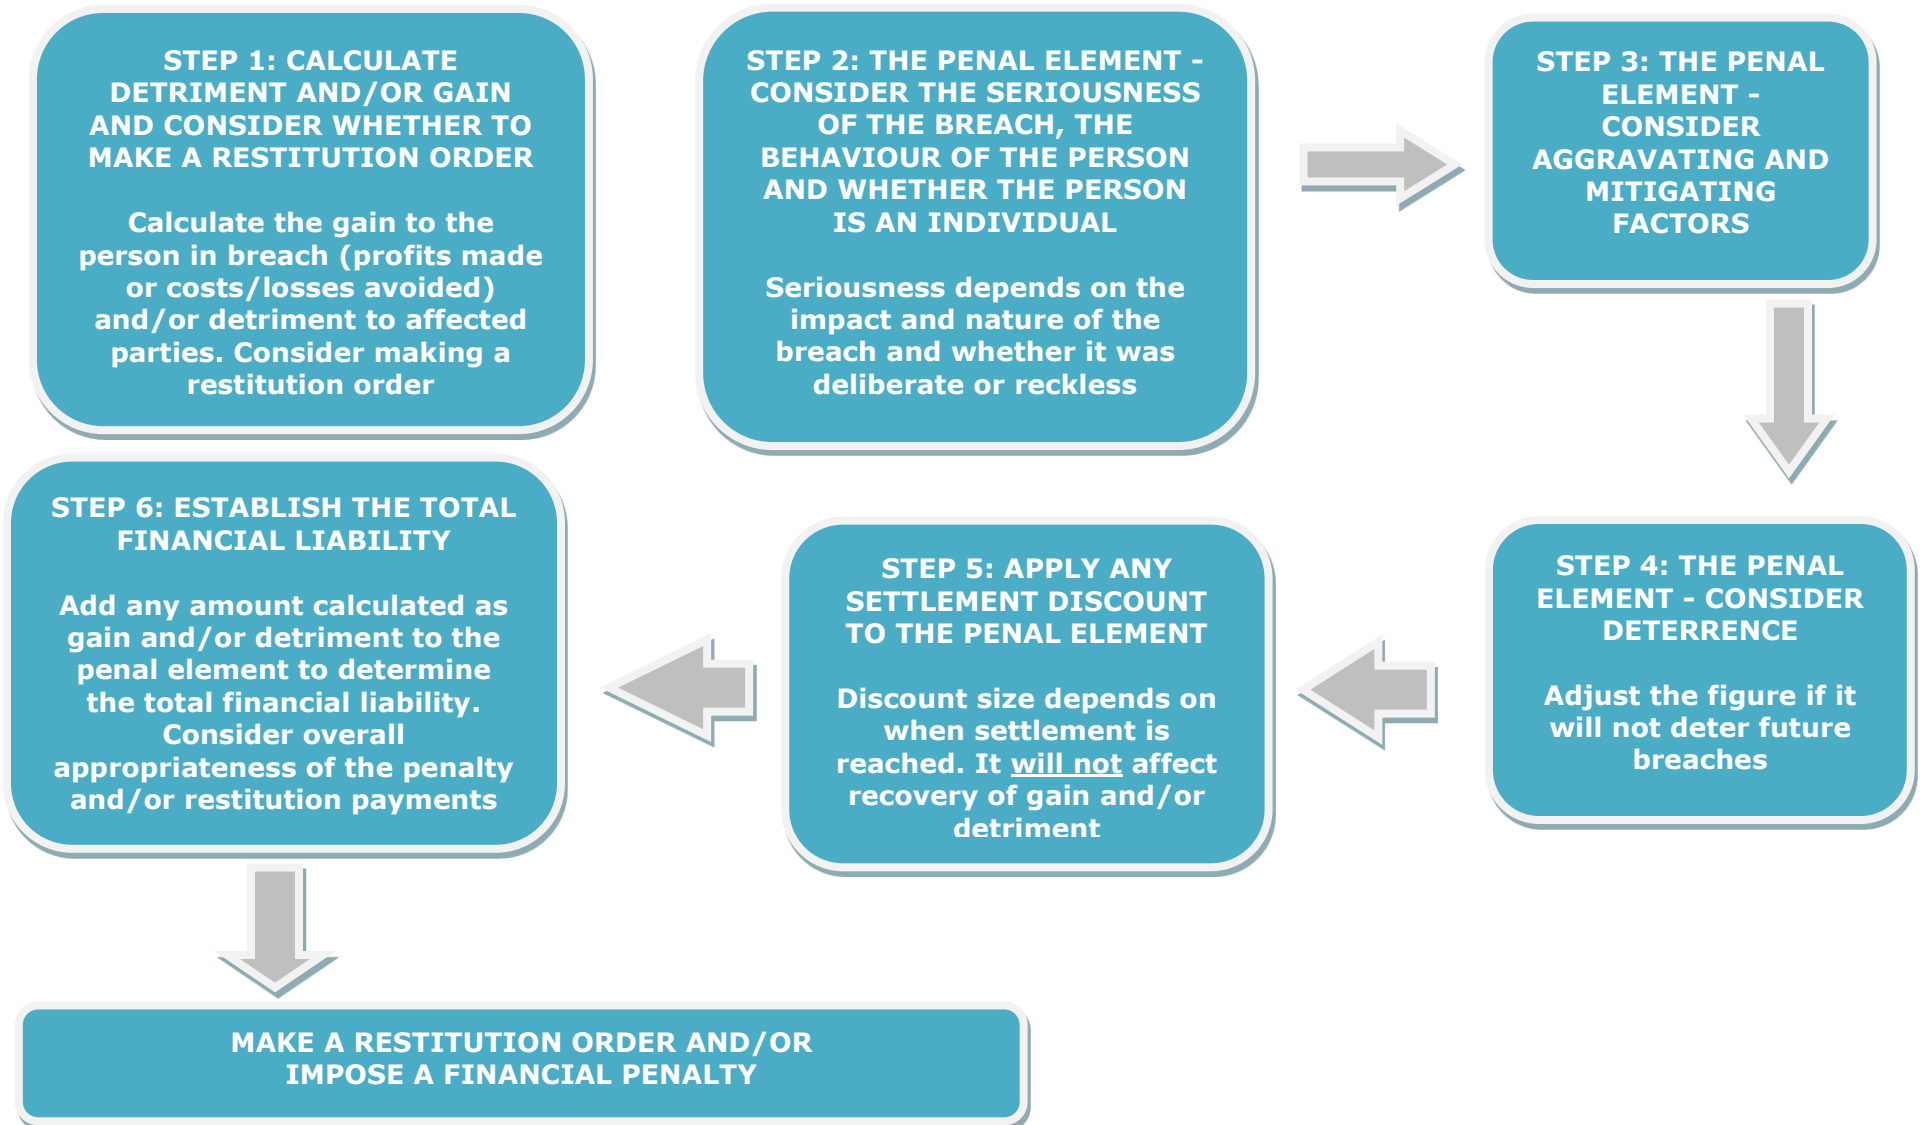 STEP 1: CALCULATE
DETRIMENT AND/OR GAIN
AND CONSIDER WHETHER TO
MAKE A RESTITUTION ORDER
Calculate the gain to the
person in breach (profits made
or costs/losses avoided)
and/or detriment to affected
parties. Consider making a
restitution order
STEP 2: THE PENAL ELEMENT –
CONSIDER THE SERIOUSNESS
OF THE BREACH, THE
BEHAVIOUR OF THE PERSON
AND WHETHER THE PERSON
IS AN INDIVIDUAL
Seriousness depends on the
impact and nature of the
breach and whether it was
deliberate or reckless
STEP 3: THE PENAL
ELEMENT –
CONSIDER
AGGRAVATING AND
MITIGATING
FACTORS
STEP 4: THE PENAL
ELEMENT – CONSIDER
DETERRENCE
Adjust the figure if it
will not deter future
breaches
STEP 5: APPLY ANY
SETTLEMENT DISCOUNT
TO THE PENAL ELEMENT
Discount size depends on
when settlement is
reached. It will not affect
recovery of gain and/or
detriment
STEP 6: ESTABLISH THE TOTAL
FINANCIAL LIABILITY
Add any amount calculated as
gain and/or detriment to the
penal element to determine
the total financial liability.
Consider overall
appropriateness of the penalty
and/or restitution payments
MAKE A RESTITUTION ORDER AND/OR
IMPOSE A FINANCIAL PENALTY